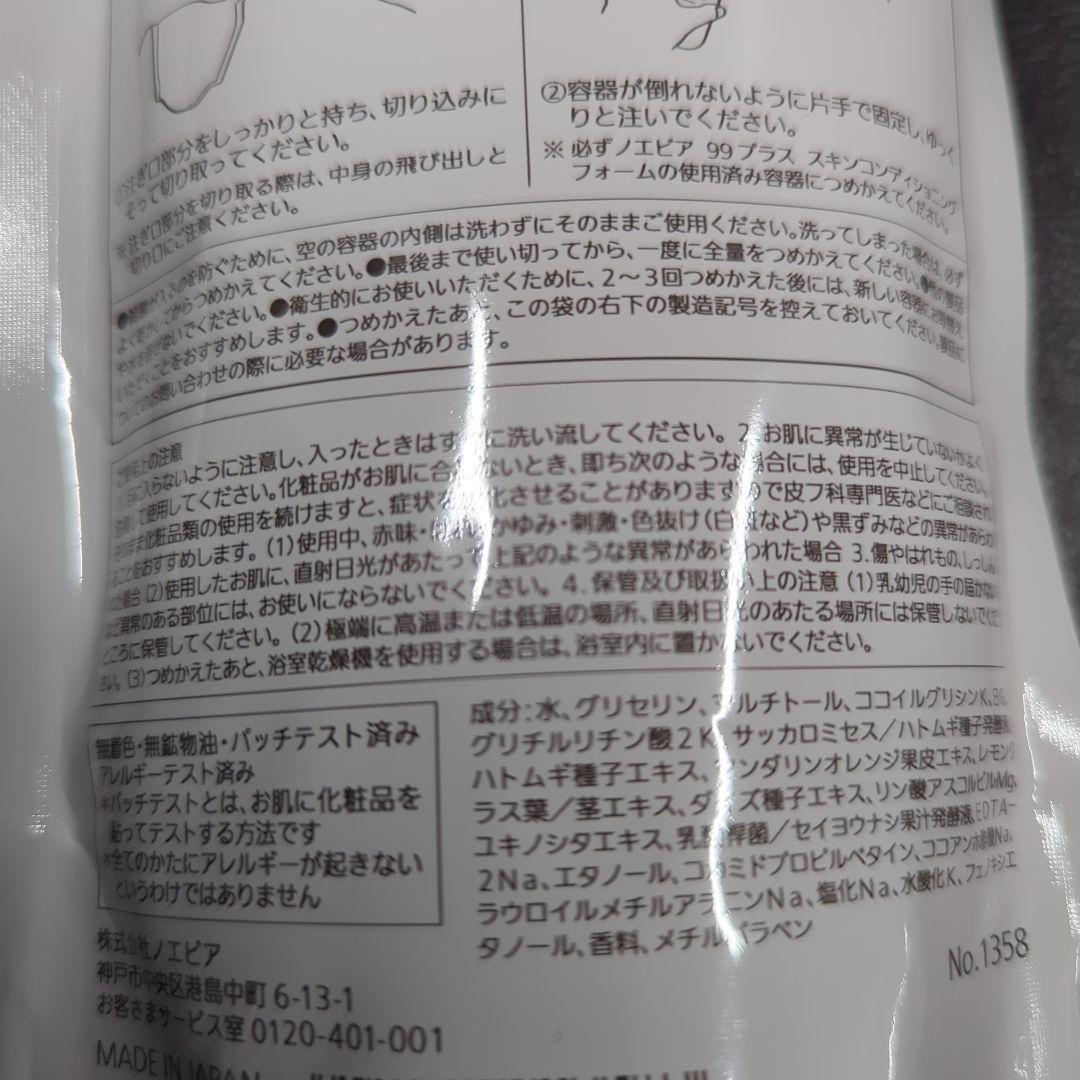 ①注ぎ口部分をしっかりと持ち、切り込みに
そって切り取ってください。
※注ぎ口部分を切り取る際は、中身の飛び出しと
切り口にご注意ください。
②容器が倒れないように片手で固定し、ゆっく
りと注いでください。
※ 必ずノエビア 99プラス スキンコンディショニング
フォームの使用済み容器につめかえてください。
を防ぐために、空の容器の内側は洗わずにそのままご使用ください。洗ってしまった場合は、必ず
よく乾かしてからつめかえてください。●最後まで使い切ってから、一度に全量をつめかえてください。
ないでください。●衛生的にお使いいただくために、2～3回つめかえた後には、新しい容器に
いただくことをおすすめします。●つめかえたあと、この袋の右下の製造記号を控えておいてください。
ついてのお問い合わせの際に必要な場合があります。
ご使用上の注意
1. 目に入らないように注意し、入ったときはす に洗い流してください。 2 お肌に異常が生じていないかよく
使用してください。化粧品がお肌に合 ないとき、即ち次のような場合には、使用を中止してください。
そのまま化粧品類の使用を続けますと、症状を 化させることがありますので皮フ科専門医などにご相談され
ることをおすすめします。(1)使用中、赤味・ かゆみ・刺激・色抜け(白斑など)や黒ずみなどの異常があらわ
れた場合 (2)使用したお肌に、直射日光があたって上記のような異常があらわれた場合 3.傷やはれもの、しっしん
など異常のある部位には、お使いにならないでください。 4. 保管及び取扱い上の注意 (1)乳幼児の手の届かない
ところに保管してください。(2)極端に高温または低温の場所、直射日光のあたる場所には保管しないでくだ
さい。(3)つめかえたあと、浴室乾燥機を使用する場合は、浴室内に置かないでください。
無着色・無鉱物油・パッチテスト済み
アレルギーテスト済み
*パッチテストとは、お肌に化粧品を
貼ってテストする方法です
*全てのかたにアレルギーが起きない
というわけではありません
成分:水、グリセリン、マルチトール、ココイルグリシンK、BG、
グリチルリチン酸2K、サッカロミセス/ハトムギ種子発酵液、
ハトムギ種子エキス、マンダリンオレンジ果皮エキス、レモング
ラス葉/茎エキス、ダイズ種子エキス、リン酸アスコルビルMg、
ユキノシタエキス、乳酸桿菌/セイヨウナシ果汁発酵液、EDTA-
2Na、エタノール、コカミドプロピルベタイン、ココアンホ酢酸Na、
ラウロイルメチルアラニンNa、塩化Na、水酸化K、フェノキシエ
タノール、香料、メチルパラベン
株式会社ノエビア
神戸市中央区港島中町 6-13-1
お客さまサービス室 0120-401-001
No.1358
MADE IN JAPAN